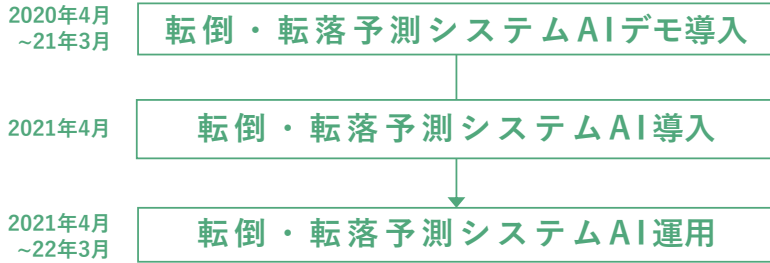 2020年4月
~21年3月
転倒・転落予測システムAIデモ導入
2021年4月
転倒・転落予測システムAI導入
2021年4月
~22年3月
転倒・転落予測システムAI運用